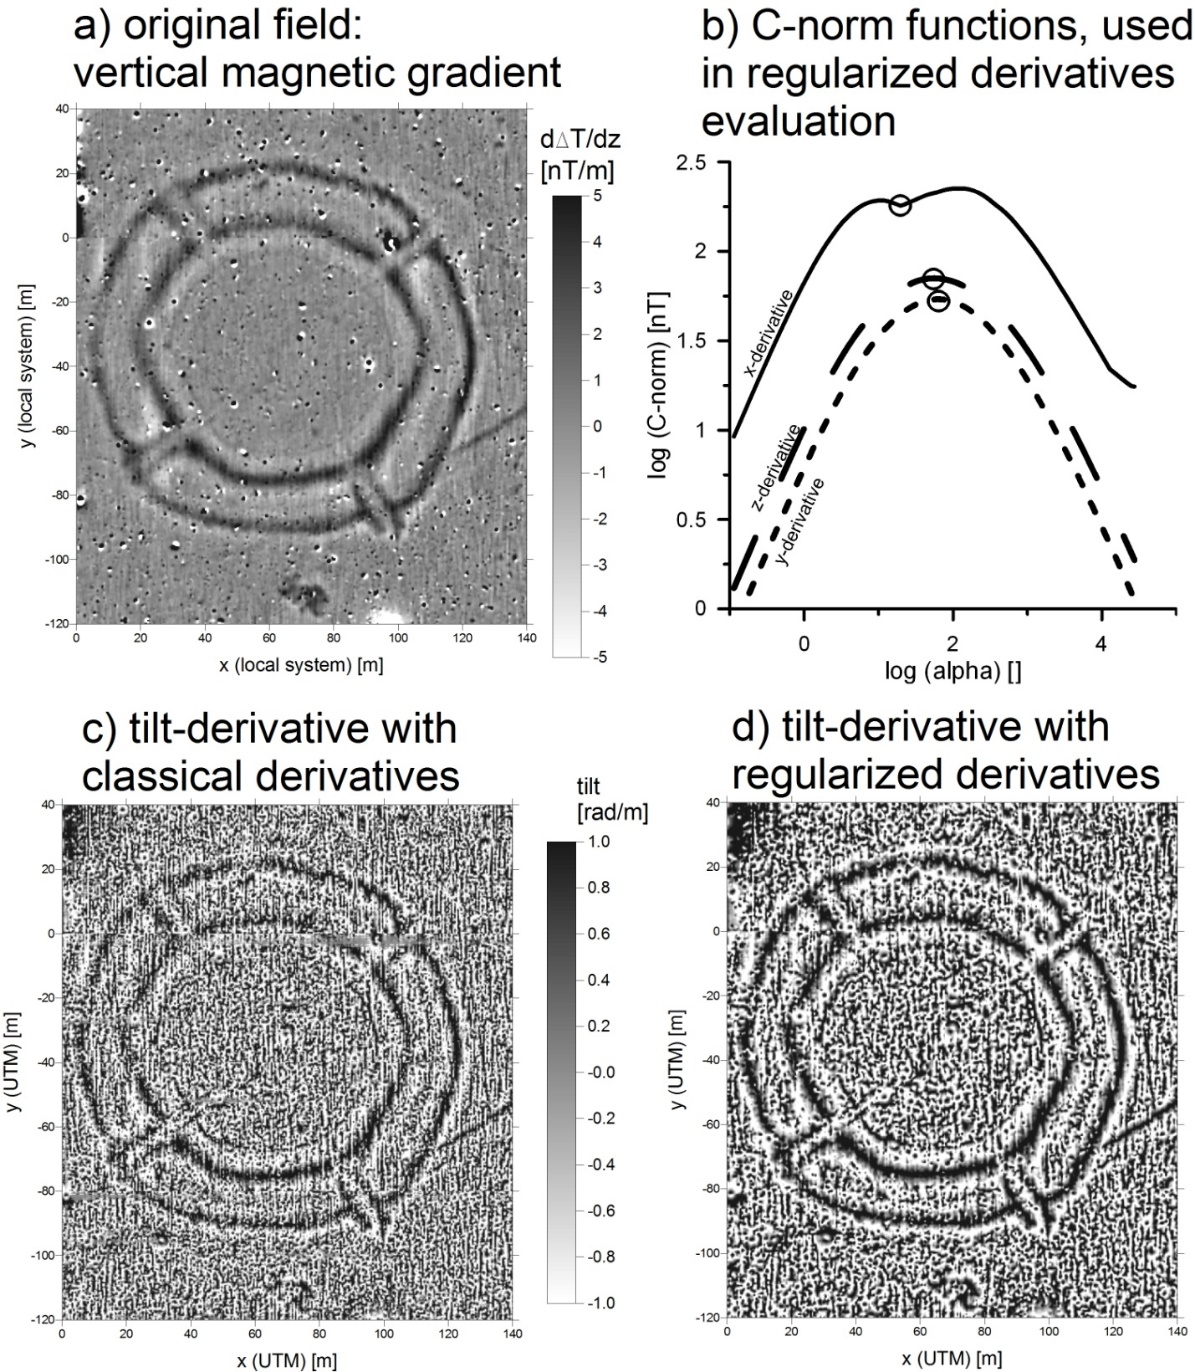 a) original field:
vertical magnetic gradient
40
20
0
-20
-40
-60
-80
-100
-120
0 20 40 60 80 100 120 140
y (local system) [m]
x (local system) [m]
d△T/dz
[nT/m]
5
4
3
2
1
0
-1
-2
-3
-4
-5
b) C-norm functions, used
in regularized derivatives
evaluation
2.5
2
1.5
1
0.5
0
0 2 4
log (C-norm) [nT]
log (alpha) []
x-derivative
z-derivative
y-derivative
c) tilt-derivative with
classical derivatives
40
20
0
-20
-40
-60
-80
-100
-120
0 20 40 60 80 100 120 140
y (UTM) [m]
x (UTM) [m]
tilt
[rad/m]
1.0
0.8
0.6
0.4
0.2
-0.0
-0.2
-0.4
-0.6
-0.8
-1.0
d) tilt-derivative with
regularized derivatives
40
20
0
-20
-40
-60
-80
-100
-120
0 20 40 60 80 100 120 140
y (UTM) [m]
x (UTM) [m]